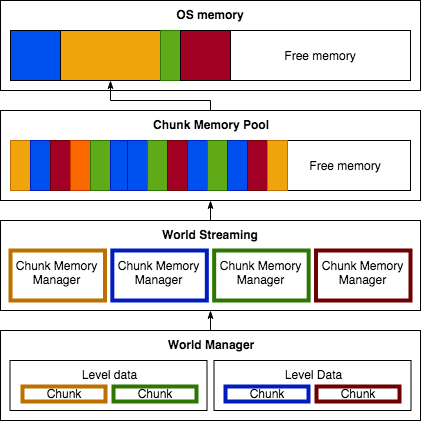 OS memory
Free memory
Chunk Memory Pool
Free memory
World Streaming
Chunk Memory
Manager
Chunk Memory
Manager
Chunk Memory
Manager
Chunk Memory
Manager
World Manager
Level data
Chunk
Chunk
Level Data
Chunk
Chunk